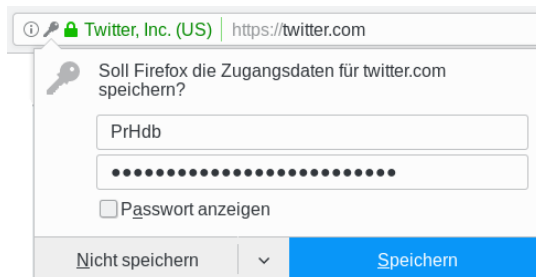 Twitter, Inc. (US) https://twitter.com
Soll Firefox die Zugangsdaten für twitter.com
speichern?
PrHdb
••••••••••••••••••••••••••
Passwort anzeigen
Nicht speichern Speichern